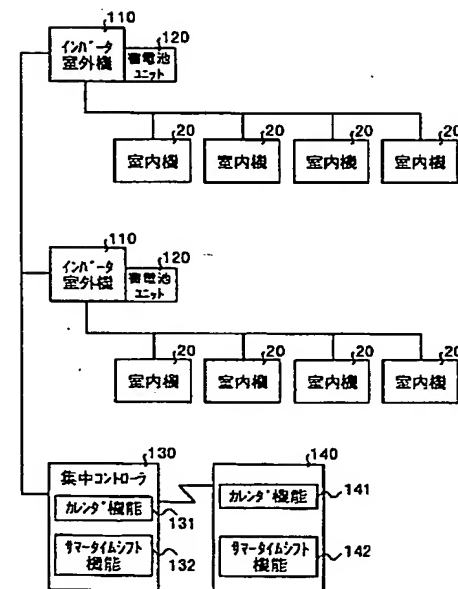 110
インバータ
室外機
120
蓄電池
ユニット
20
室内機
20
室内機
20
室内機
20
室内機
110
インバータ
室外機
120
蓄電池
ユニット
20
室内機
20
室内機
20
室内機
20
室内機
130
集中コントローラ
カレンダ機能
131
サマータイムシフト
機能
132
140
カレンダ機能
141
サマータイムシフト
機能
142